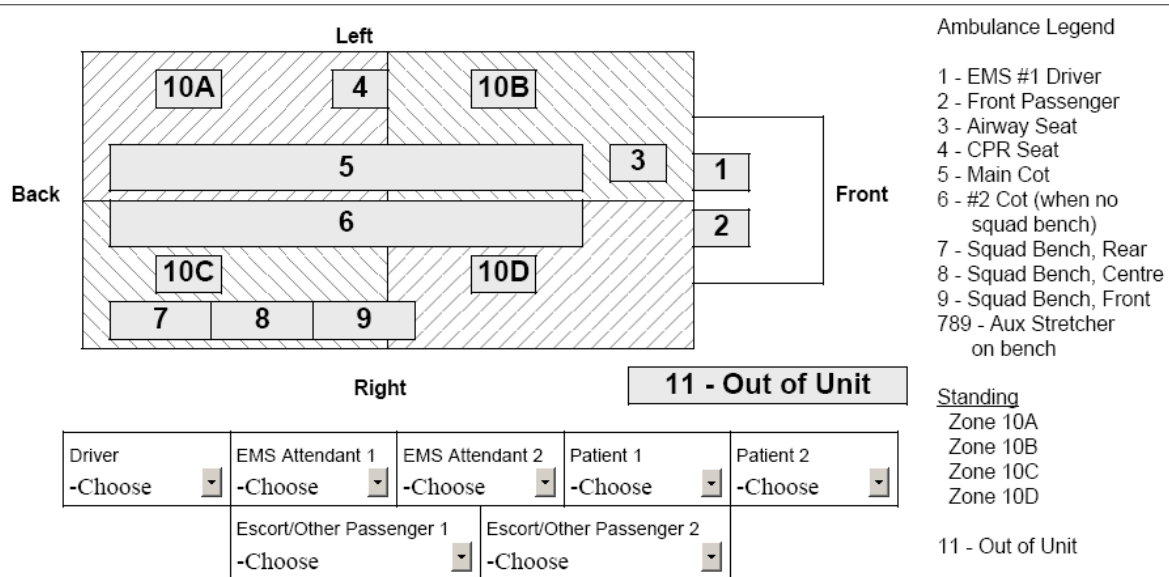 Left
10A
4
10B
5
3
1
Back
Front
6
2
10C
10D
7
8
9
Right
11 - Out of Unit
Ambulance Legend
1 - EMS #1 Driver
2 - Front Passenger
3 - Airway Seat
4 - CPR Seat
5 - Main Cot
6 - #2 Cot (when no
squad bench)
7 - Squad Bench, Rear
8 - Squad Bench, Centre
9 - Squad Bench, Front
789 - Aux Stretcher
on bench
Standing
Zone 10A
Zone 10B
Zone 10C
Zone 10D
11 - Out of Unit
Driver
-Choose
EMS Attendant 1
-Choose
EMS Attendant 2
-Choose
Patient 1
-Choose
Patient 2
-Choose
Escort/Other Passenger 1
-Choose
Escort/Other Passenger 2
-Choose